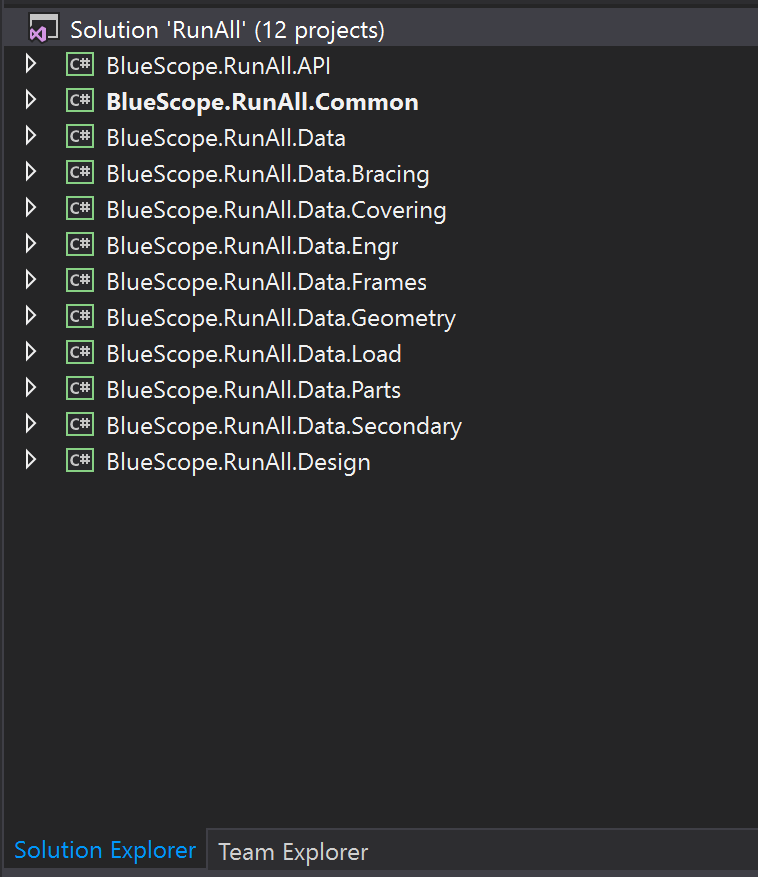 Solution 'RunAll' (12 projects)
C# BlueScope.RunAll.API
C# BlueScope.RunAll.Common
C# BlueScope.RunAll.Data
C# BlueScope.RunAll.Data.Bracing
C# BlueScope.RunAll.Data.Covering
C# BlueScope.RunAll.Data.Engr
C# BlueScope.RunAll.Data.Frames
C# BlueScope.RunAll.Data.Geometry
C# BlueScope.RunAll.Data.Load
C# BlueScope.RunAll.Data.Parts
C# BlueScope.RunAll.Data.Secondary
C# BlueScope.RunAll.Design
Solution Explorer Team Explorer